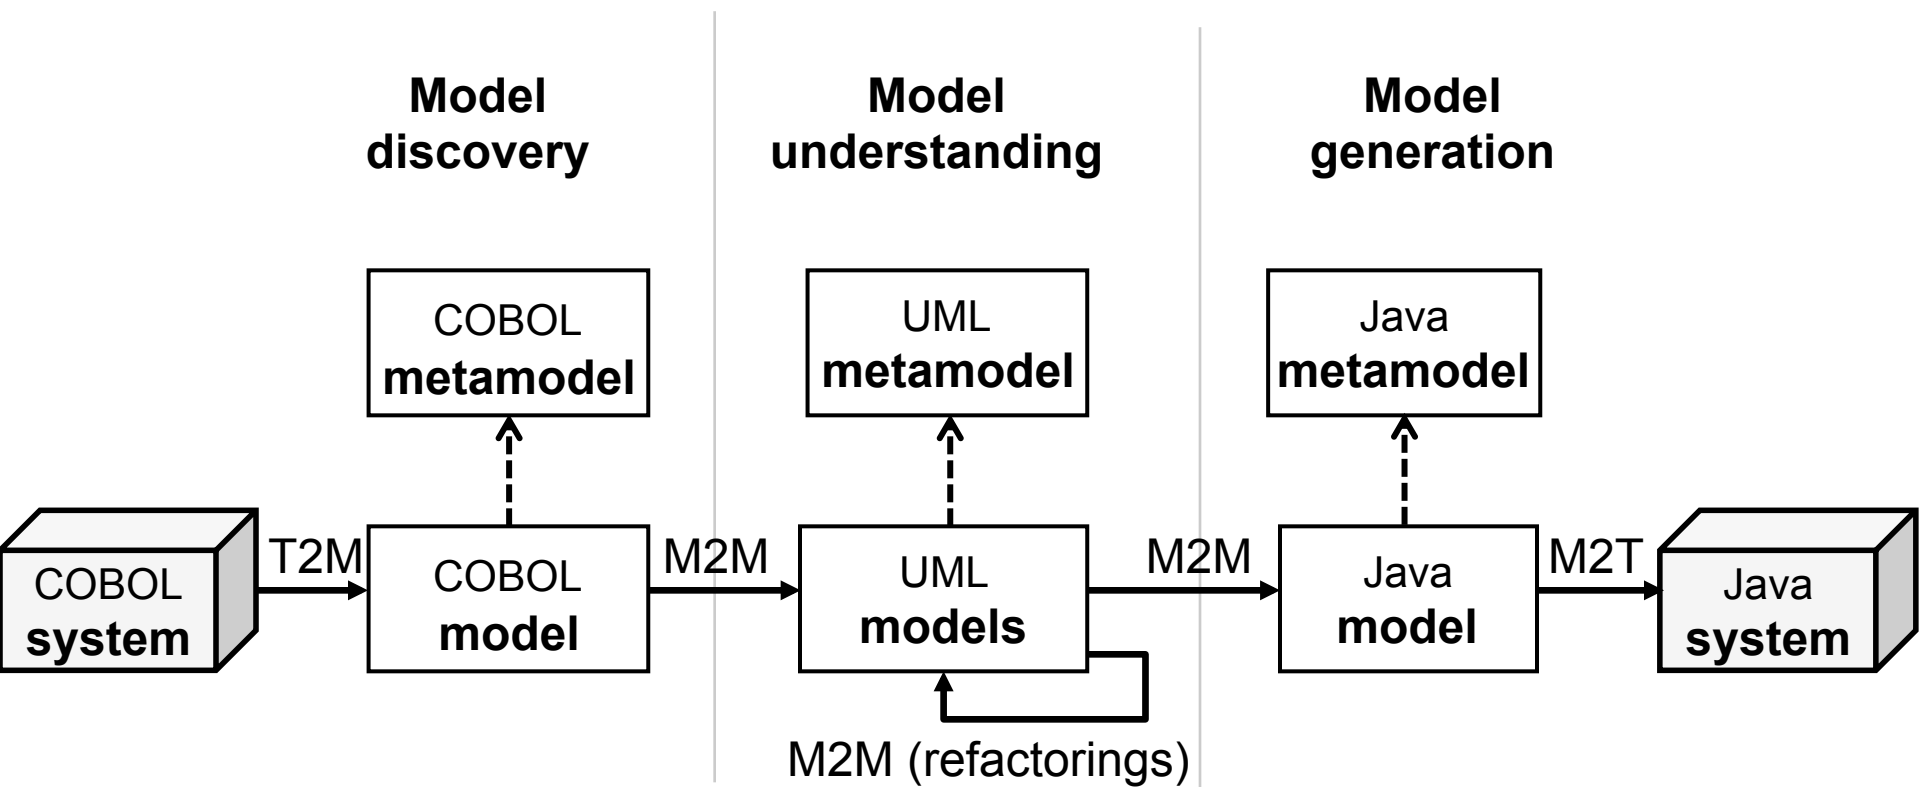 Model
discovery
Model
understanding
Model
generation
COBOL
metamodel
UML
metamodel
Java
metamodel
COBOL
system
T2M
COBOL
model
M2M
UML
models
M2M
Java
model
M2T
Java
system
M2M (refactorings)